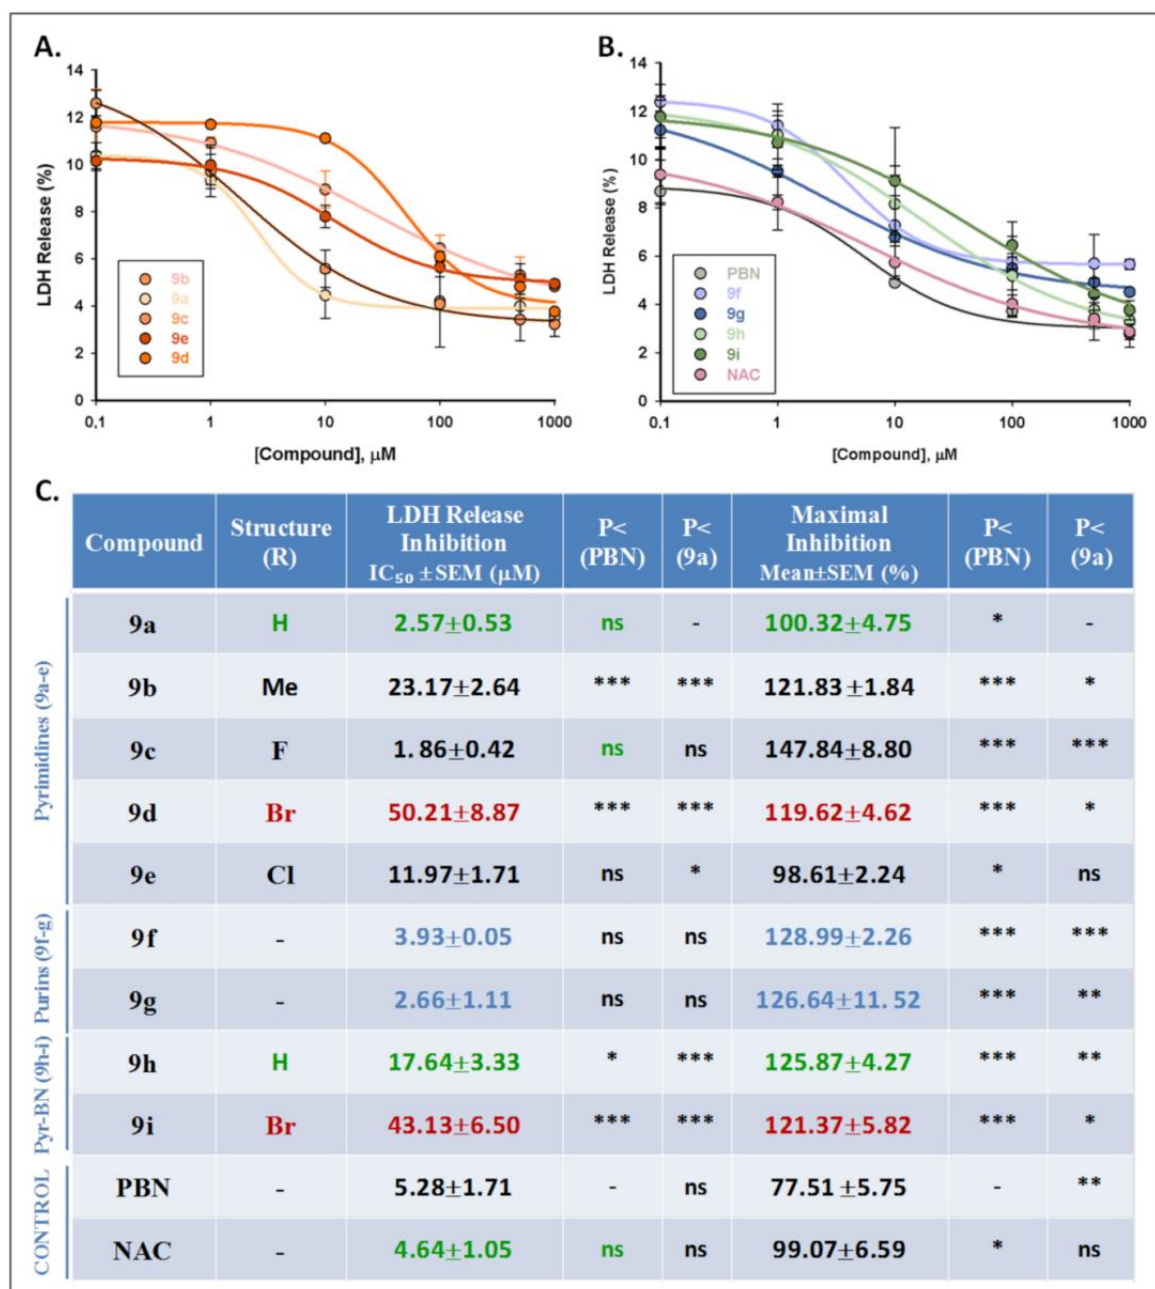 A.
14
12
10
8
6
4
2
0
LDH Release (%)
9b
9a
9c
9e
9d
0,1
1
10
100
1000
[Compound], μM
B.
14
12
10
8
6
4
2
0
LDH Release (%)
PBN
9f
9g
9h
9i
NAC
0.1
1
10
100
1000
[Compound], μM
C.
Compound Structure (R) LDH Release Inhibition IC₅₀ ±SEM (μM) P< (PBN) P< (9a) Maximal Inhibition Mean±SEM (%) P< (PBN) P< (9a)
Pyrimidines (9a-e)
9a H 2.57±0.53 ns - 100.32±4.75 * -
9b Me 23.17±2.64 *** *** 121.83 ±1.84 *** *
9c F 1. 86±0.42 ns ns 147.84±8.80 *** ***
9d Br 50.21±8.87 *** *** 119.62±4.62 *** *
9e Cl 11.97±1.71 ns * 98.61±2.24 * ns
Purins (9f-g)
9f - 3.93±0.05 ns ns 128.99±2.26 *** ***
9g - 2.66±1.11 ns ns 126.64±11. 52 *** **
Pyr-BN (9h-i)
9h H 17.64±3.33 * *** 125.87±4.27 *** **
9i Br 43.13±6.50 *** *** 121.37±5.82 *** *
CONTROL
PBN - 5.28±1.71 - ns 77.51 ±5.75 - **
NAC - 4.64±1.05 ns ns 99.07±6.59 * ns